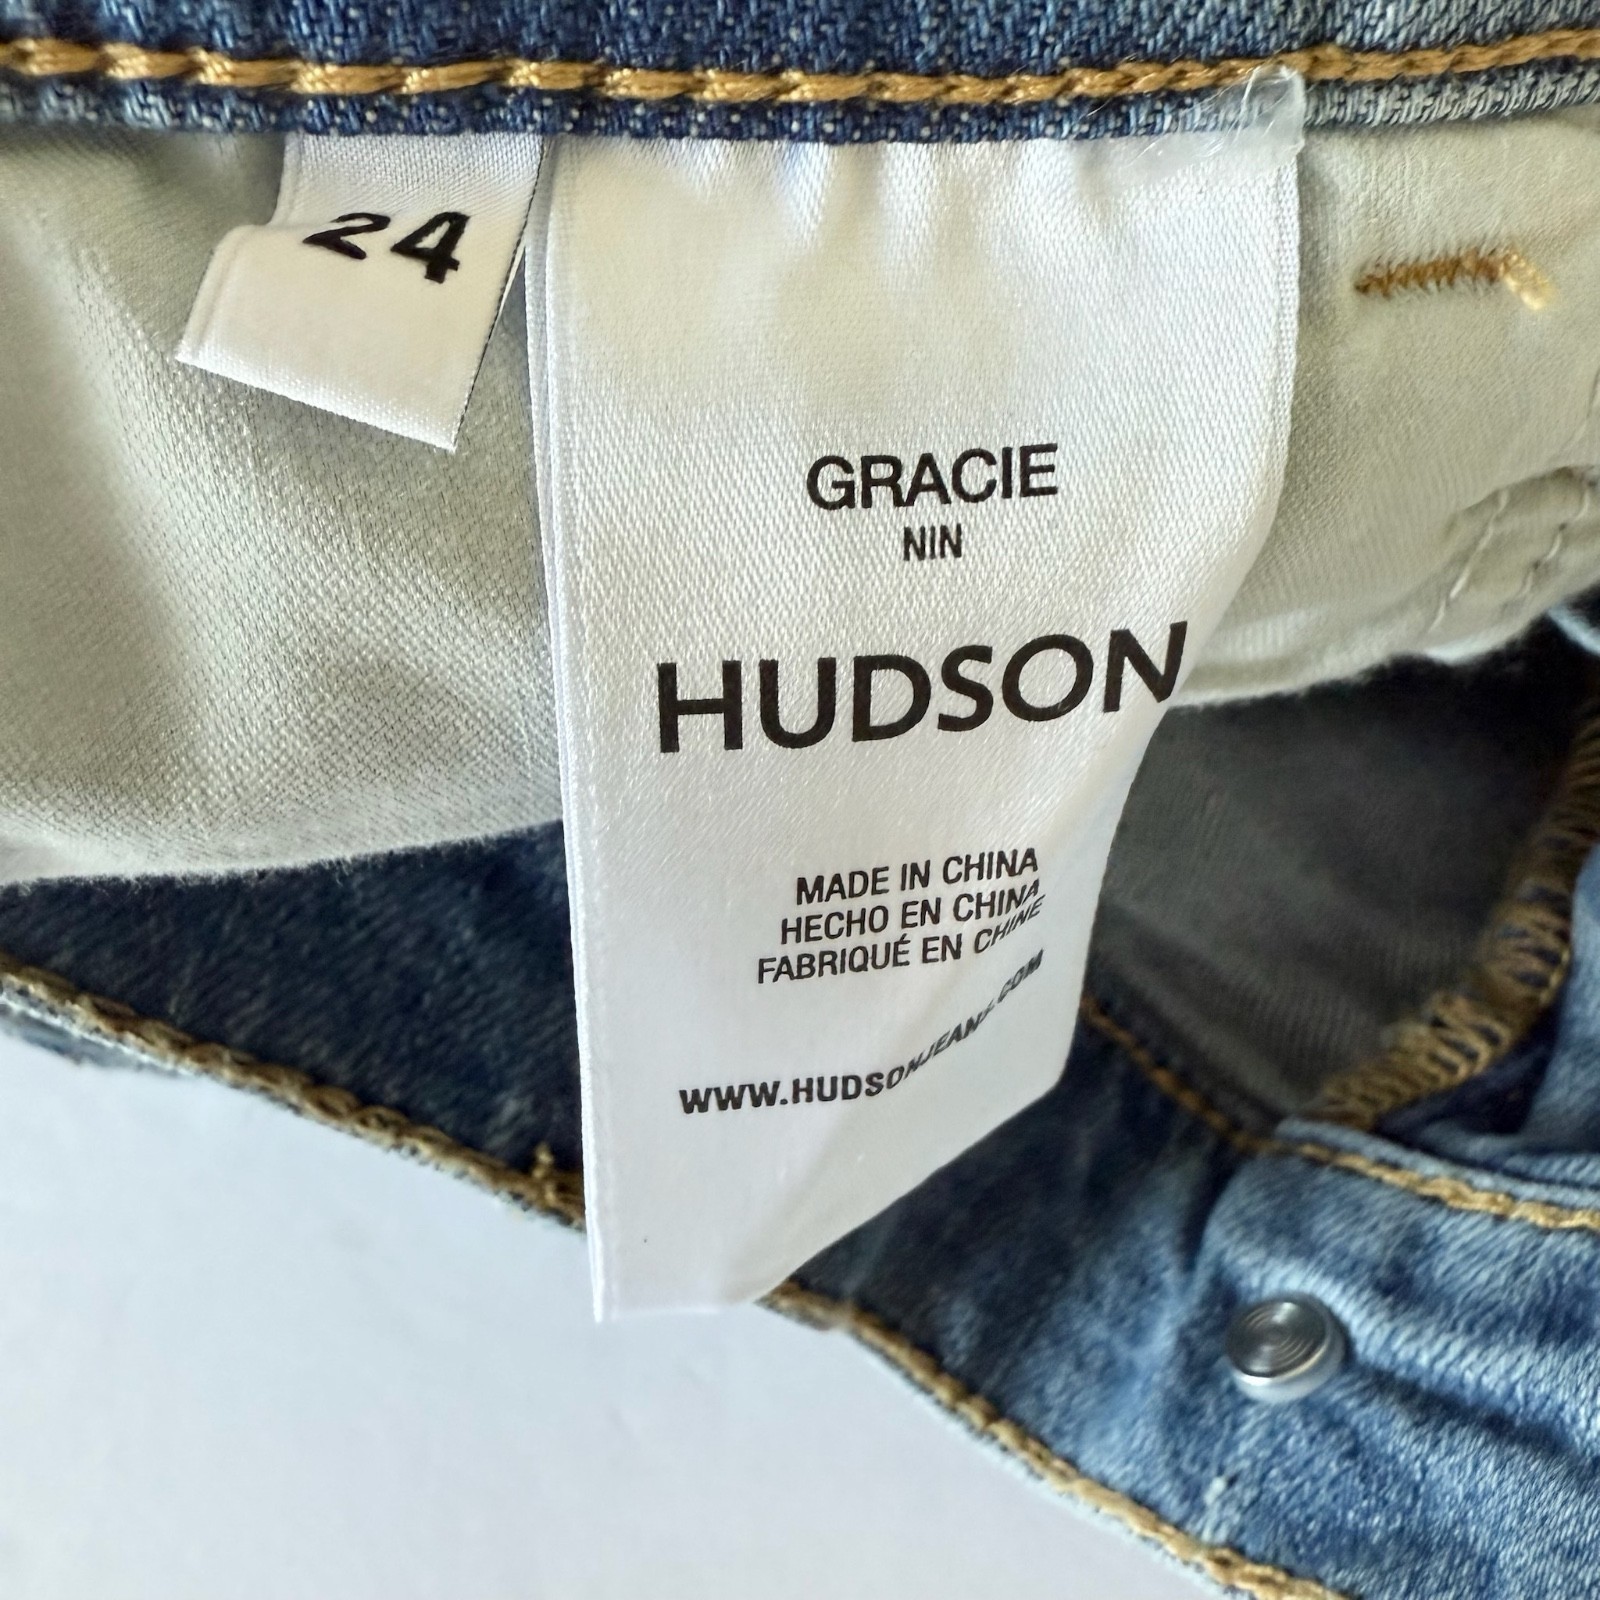 24
GRACIE
NIN
HUDSON
MADE IN CHINA
HECHO EN CHINA
FABRIQUÉ EN CHINE
WWW.HUDSONJEANS.COM